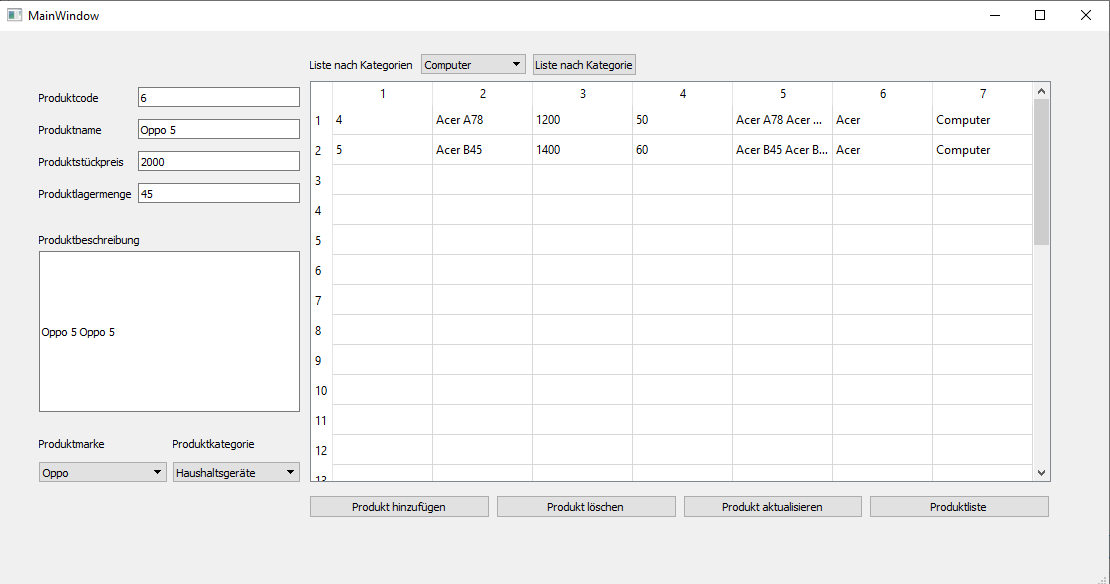 MainWindow
Liste nach Kategorien Computer Liste nach Kategorie
Produktcode 6
Produktname Oppo 5
Produktstückpreis 2000
Produktlagermenge 45
Produktbeschreibung
Oppo 5 Oppo 5
Produktmarke Produktkategorie
Oppo Haushaltsgeräte
1 2 3 4 5 6 7
1 4 Acer A78 1200 50 Acer A78 Acer ... Acer Computer
2 5 Acer B45 1400 60 Acer B45 Acer B... Acer Computer
3
4
5
6
7
8
9
10
11
12
13
Produkt hinzufügen Produkt löschen Produkt aktualisieren Produktliste